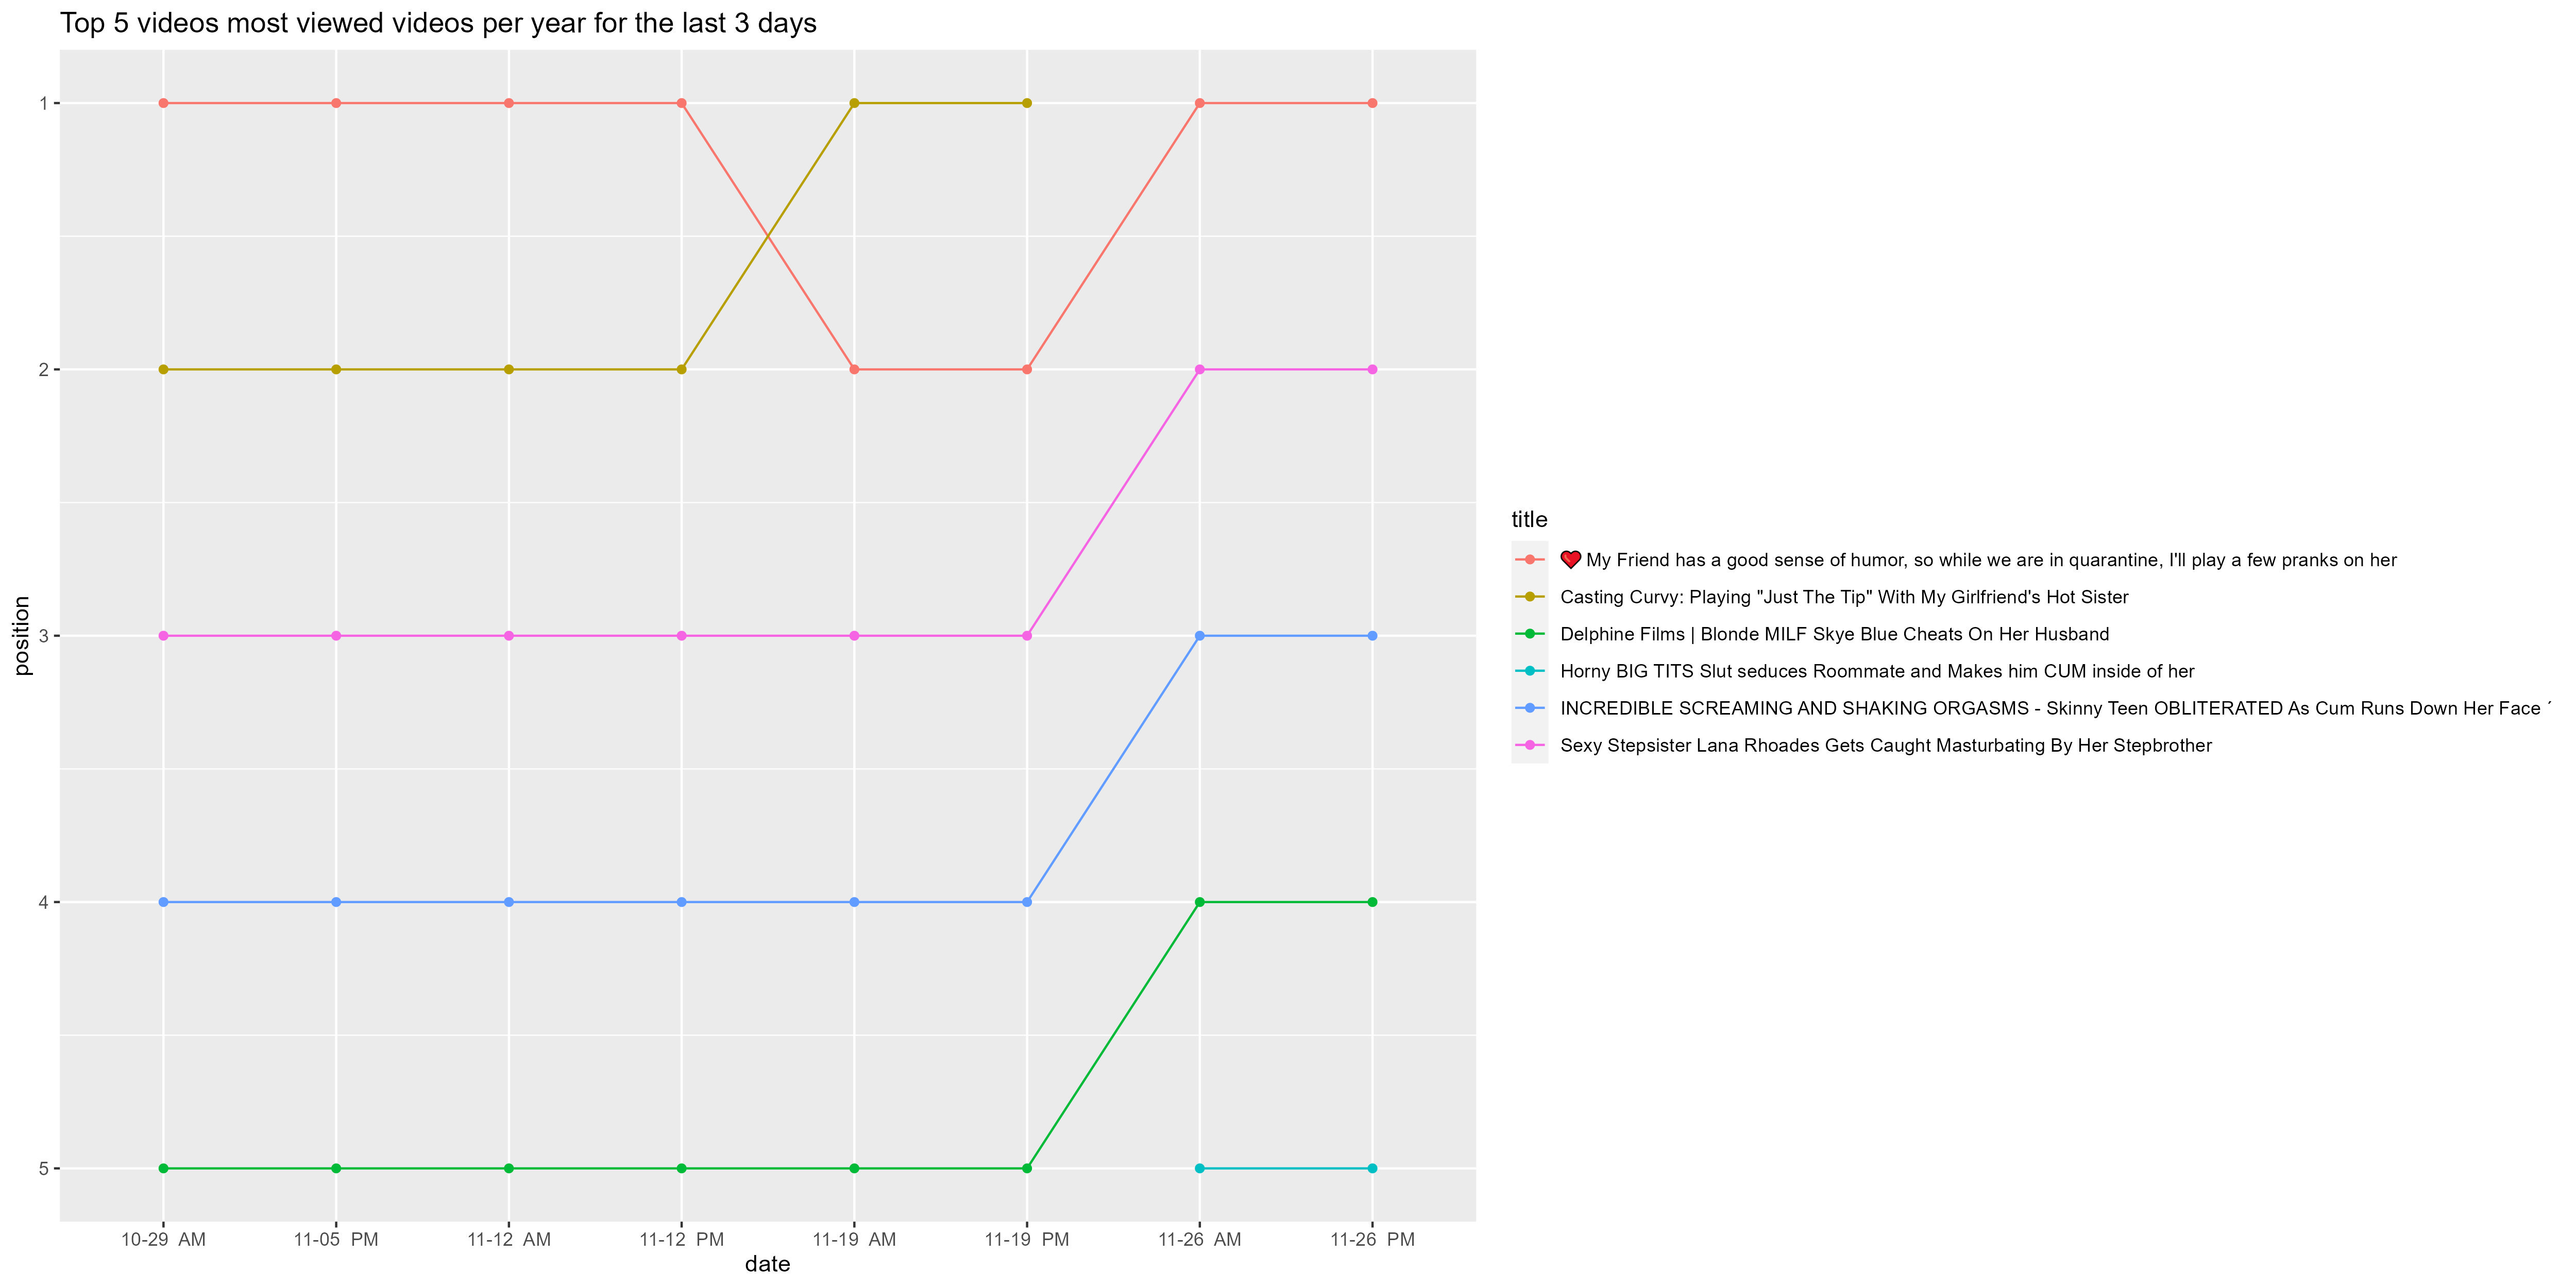 Top 5 videos most viewed videos per year for the last 3 days
position
1
2
3
4
5
10-29 AM
11-05 PM
11-12 AM
11-12 PM
11-19 AM
11-19 PM
11-26 AM
11-26 PM
date
title
❤️ My Friend has a good sense of humor, so while we are in quarantine, I'll play a few pranks on her
Casting Curvy: Playing "Just The Tip" With My Girlfriend's Hot Sister
Delphine Films | Blonde MILF Skye Blue Cheats On Her Husband
Horny BIG TITS Slut seduces Roommate and Makes him CUM inside of her
INCREDIBLE SCREAMING AND SHAKING ORGASMS - Skinny Teen OBLITERATED As Cum Runs Down Her Face
Sexy Stepsister Lana Rhoades Gets Caught Masturbating By Her Stepbrother